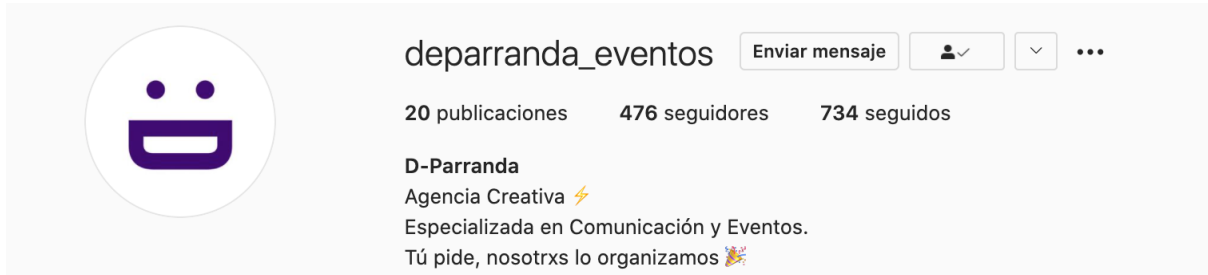 deparranda_eventos Enviar mensaje
20 publicaciones 476 seguidores 734 seguidos
D-Parranda
Agencia Creativa ⚡
Especializada en Comunicación y Eventos.
Tú pide, nosotrxs lo organizamos 🎉